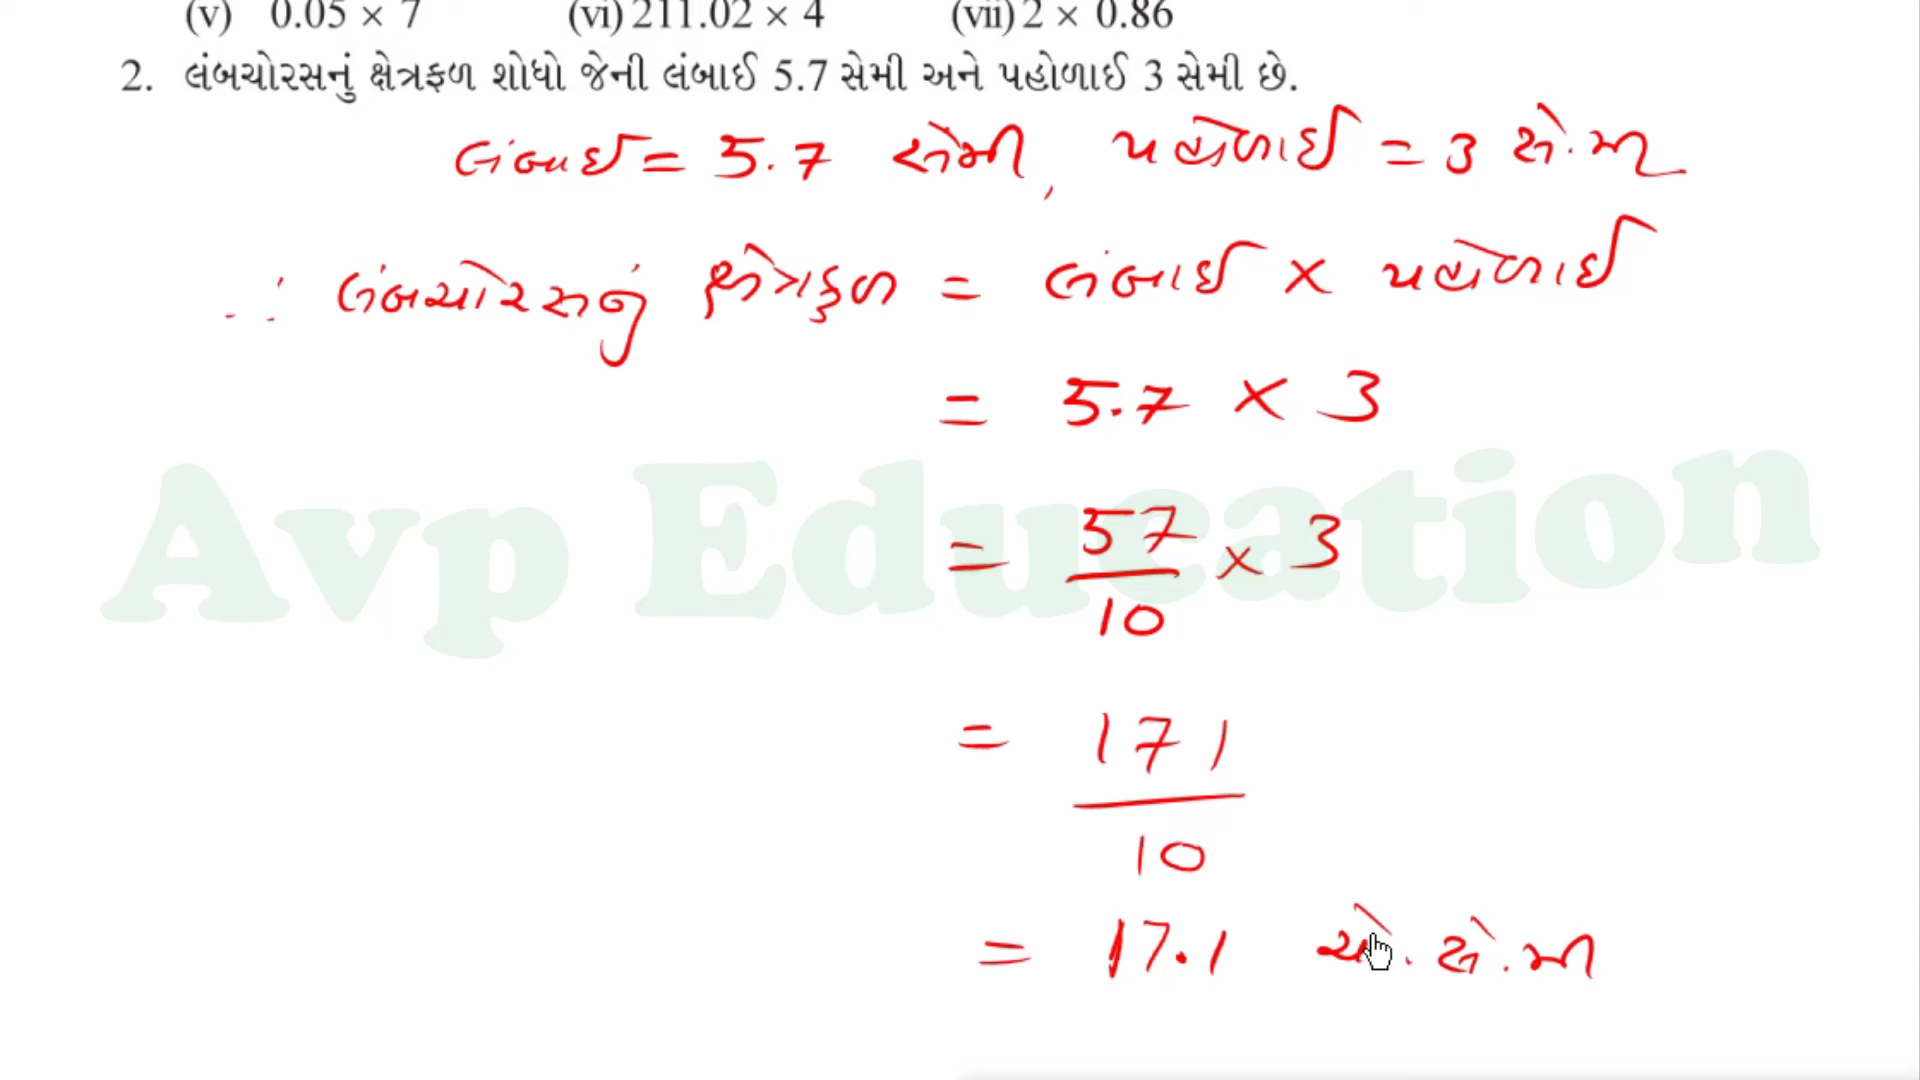 (v) 0.05 × 7 (vi) 211.02 × 4 (vii) 2 × 0.86
2. લંબચોરસનું ક્ષેત્રફળ શોધો જેની લંબાઈ 5.7 સેમી અને પહોળાઈ 3 સેમી છે.
લંબાઈ = 5.7 સેમી, પહોળાઈ = 3 સે.મી
∴ લંબચોરસનું ક્ષેત્રફળ = લંબાઈ × પહોળાઈ
= 5.7 × 3
= 57/10 × 3
= 171/10
= 17.1 ચો. સે.મી
Avp Education